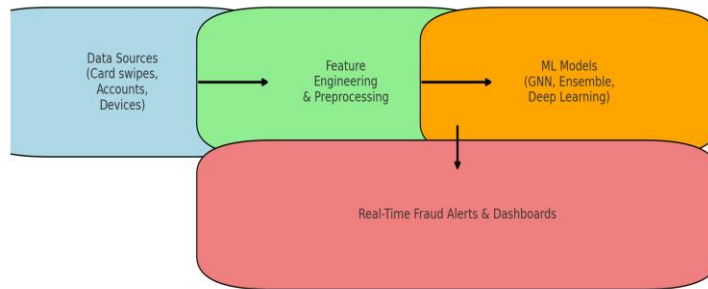 Data Sources
(Card swipes,
Accounts,
Devices)
Feature
Engineering
& Preprocessing
ML Models
(GNN, Ensemble,
Deep Learning)
Real-Time Fraud Alerts & Dashboards